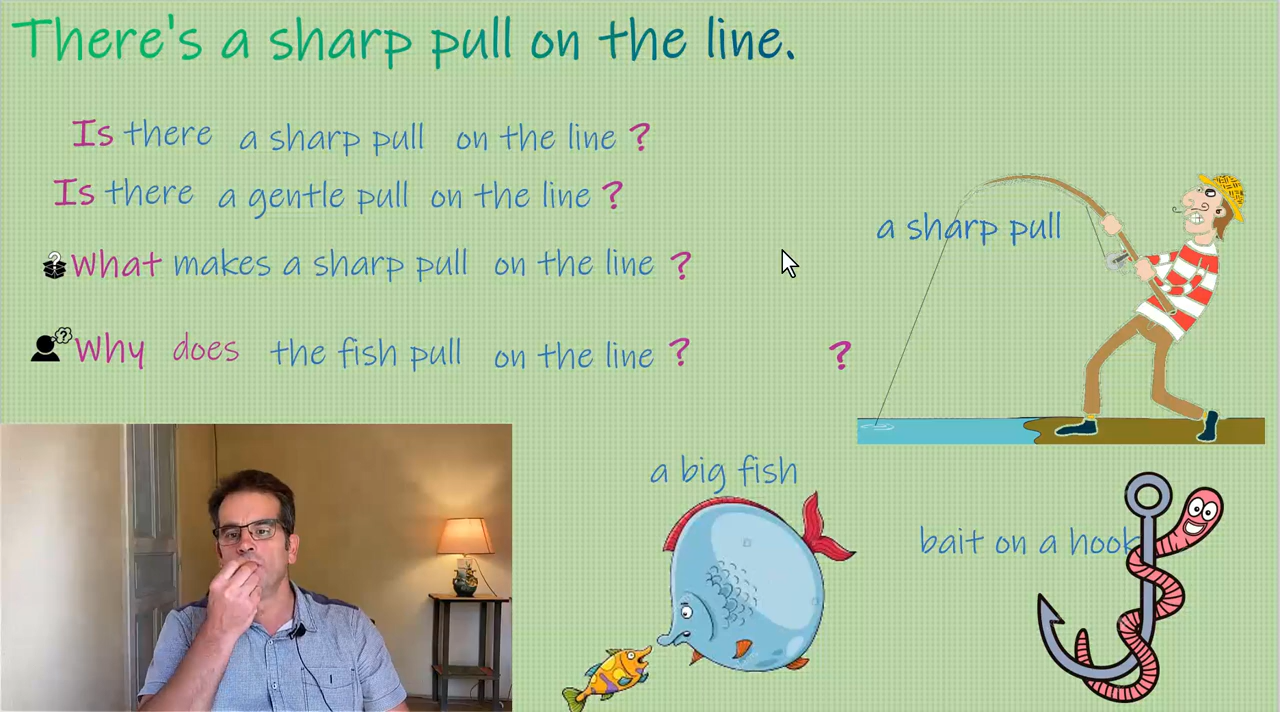 There's a sharp pull on the line.
Is there a sharp pull on the line ?
Is there a gentle pull on the line ?
What makes a sharp pull on the line ?
Why does the fish pull on the line ? ?
a sharp pull
a big fish
bait on a hook